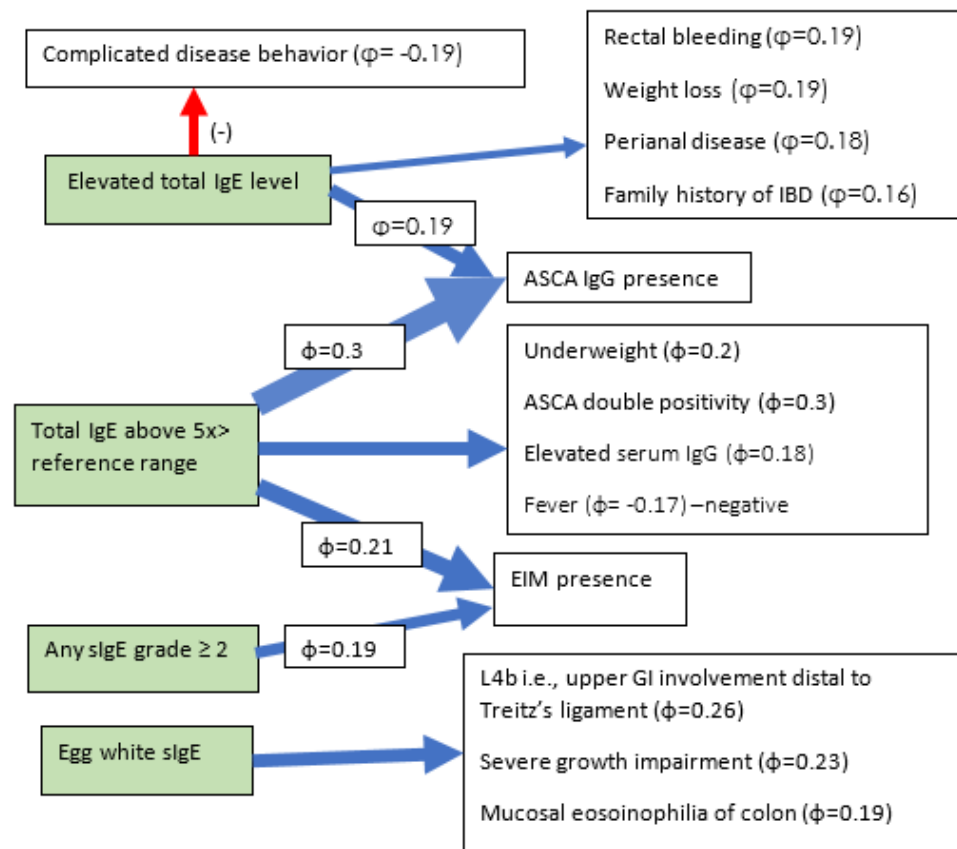 Complicated disease behavior (φ= -0.19)
Rectal bleeding (φ=0.19)
Weight loss (φ=0.19)
Perianal disease (φ=0.18)
Family history of IBD (φ=0.16)
(-)
Elevated total IgE level
φ=0.19
ASCA IgG presence
ϕ=0.3
Underweight (ϕ=0.2)
ASCA double positivity (ϕ=0.3)
Elevated serum IgG (ϕ=0.18)
Fever (ϕ= -0.17) –negative
Total IgE above 5x>
reference range
ϕ=0.21
EIM presence
Any sIgE grade ≥ 2
ϕ=0.19
L4b i.e., upper GI involvement distal to
Treitz’s ligament (ϕ=0.26)
Severe growth impairment (ϕ=0.23)
Mucosal eosoinophilia of colon (ϕ=0.19)
Egg white sIgE